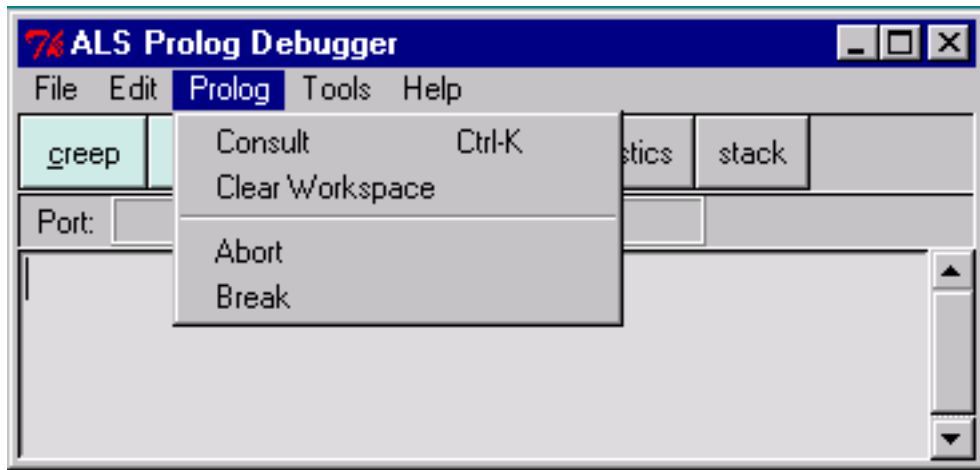 ALS Prolog Debugger
File Edit Prolog Tools Help
creep Consult Ctrl-K stics stack
Clear Workspace
Port:
Abort
Break